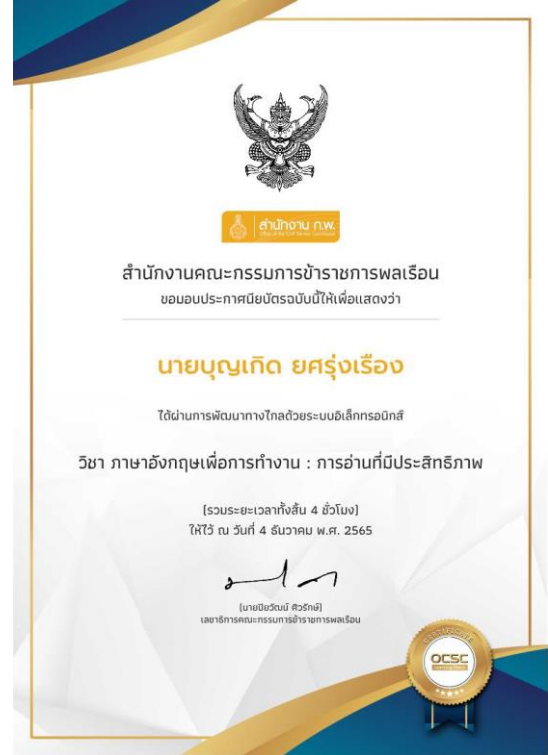 สำนักงาน ก.พ.
Office of the Civil Service Commission
สำนักงานคณะกรรมการข้าราชการพลเรือน
ขอมอบประกาศนียบัตรฉบับนี้ให้เพื่อแสดงว่า
นายบุญเกิด ยศรุ่งเรือง
ได้ผ่านการพัฒนาทางไกลด้วยระบบอิเล็กทรอนิกส์
วิชา ภาษาอังกฤษเพื่อการทำงาน : การอ่านที่มีประสิทธิภาพ
(รวมระยะเวลาทั้งสิ้น 4 ชั่วโมง)
ให้ไว้ ณ วันที่ 4 ธันวาคม พ.ศ. 2565
(นายปิยวัฒน์ ศิวรักษ์)
เลขาธิการคณะกรรมการข้าราชการพลเรือน
CERTIFICATE
OCSC